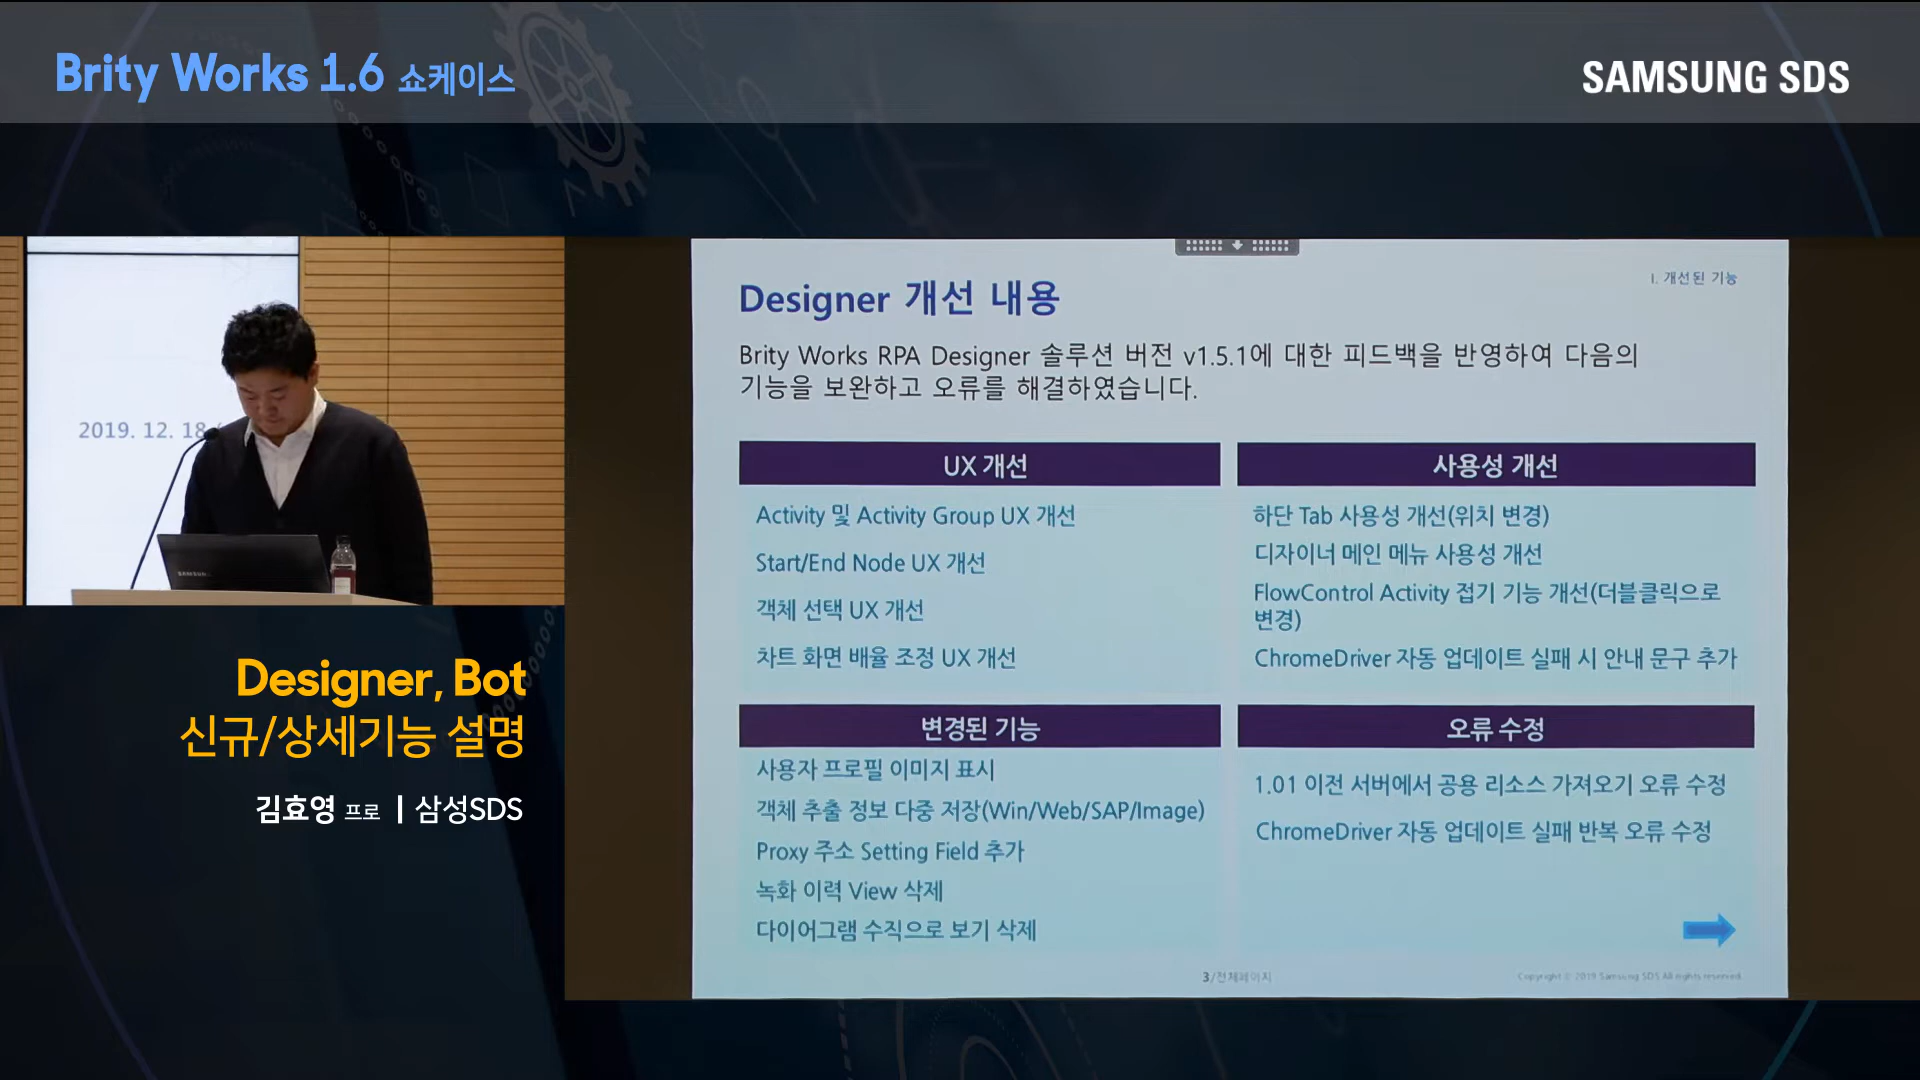 Brity Works 1.6 쇼케이스
SAMSUNG SDS
2019. 12. 18
SAMSUNG
Designer, Bot
신규/상세기능 설명
김효영 프로 | 삼성SDS
I. 개선된 기능
Designer 개선 내용
Brity Works RPA Designer 솔루션 버전 v1.5.1에 대한 피드백을 반영하여 다음의
기능을 보완하고 오류를 해결하였습니다.
UX 개선
Activity 및 Activity Group UX 개선
Start/End Node UX 개선
객체 선택 UX 개선
차트 화면 배율 조정 UX 개선
사용성 개선
하단 Tab 사용성 개선(위치 변경)
디자이너 메인 메뉴 사용성 개선
FlowControl Activity 접기 기능 개선(더블클릭으로
변경)
ChromeDriver 자동 업데이트 실패 시 안내 문구 추가
변경된 기능
사용자 프로필 이미지 표시
객체 추출 정보 다중 저장(Win/Web/SAP/Image)
Proxy 주소 Setting Field 추가
녹화 이력 View 삭제
다이어그램 수직으로 보기 삭제
오류 수정
1.01 이전 서버에서 공용 리소스 가져오기 오류 수정
ChromeDriver 자동 업데이트 실패 반복 오류 수정
3/전체페이지
Copyright © 2019 Samsung SDS All rights reserved